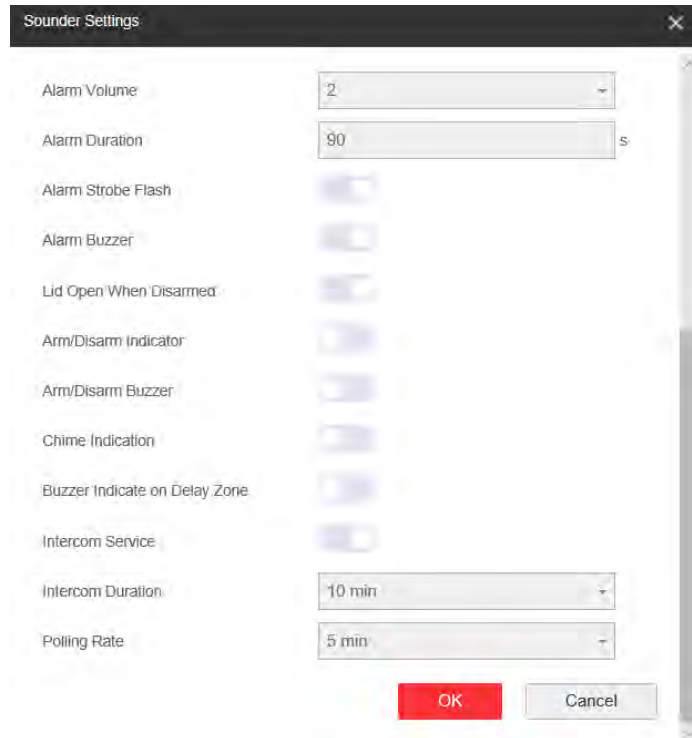 Sounder Settings
Alarm Volume 2
Alarm Duration 90 s
Alarm Strobe Flash
Alarm Buzzer
Lid Open When Disarmed
Arm/Disarm Indicator
Arm/Disarm Buzzer
Chime Indication
Buzzer Indicate on Delay Zone
Intercom Service
Intercom Duration 10 min
Polling Rate 5 min
OK Cancel